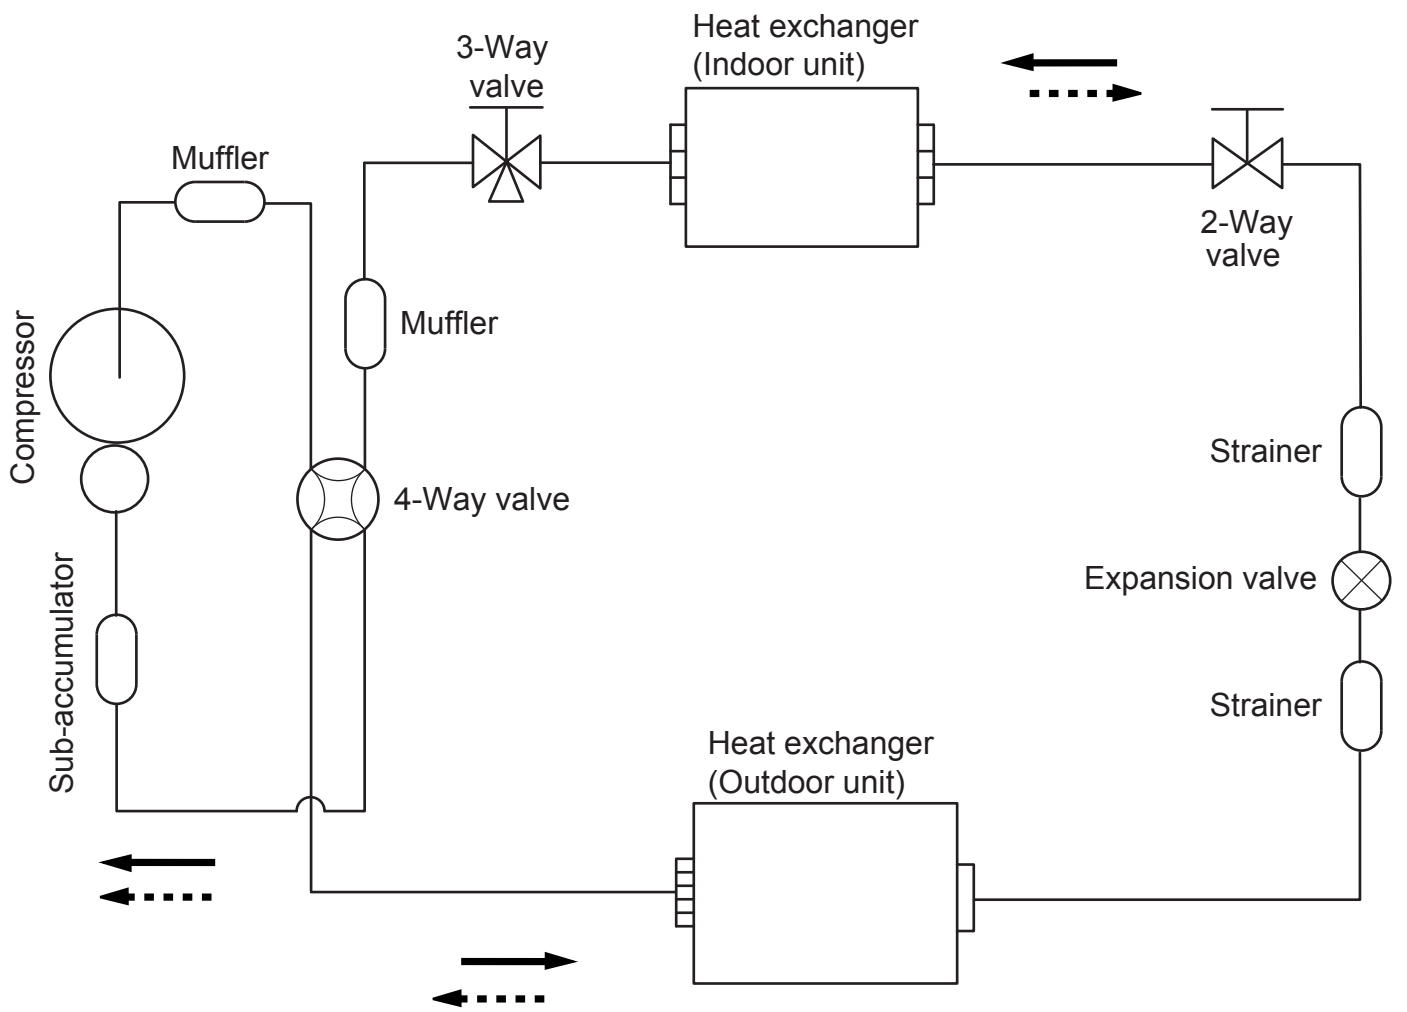 Heat exchanger
(Indoor unit)
3-Way
valve
Muffler
2-Way
valve
Muffler
Compressor
Strainer
4-Way valve
Expansion valve
Sub-accumulator
Strainer
Heat exchanger
(Outdoor unit)